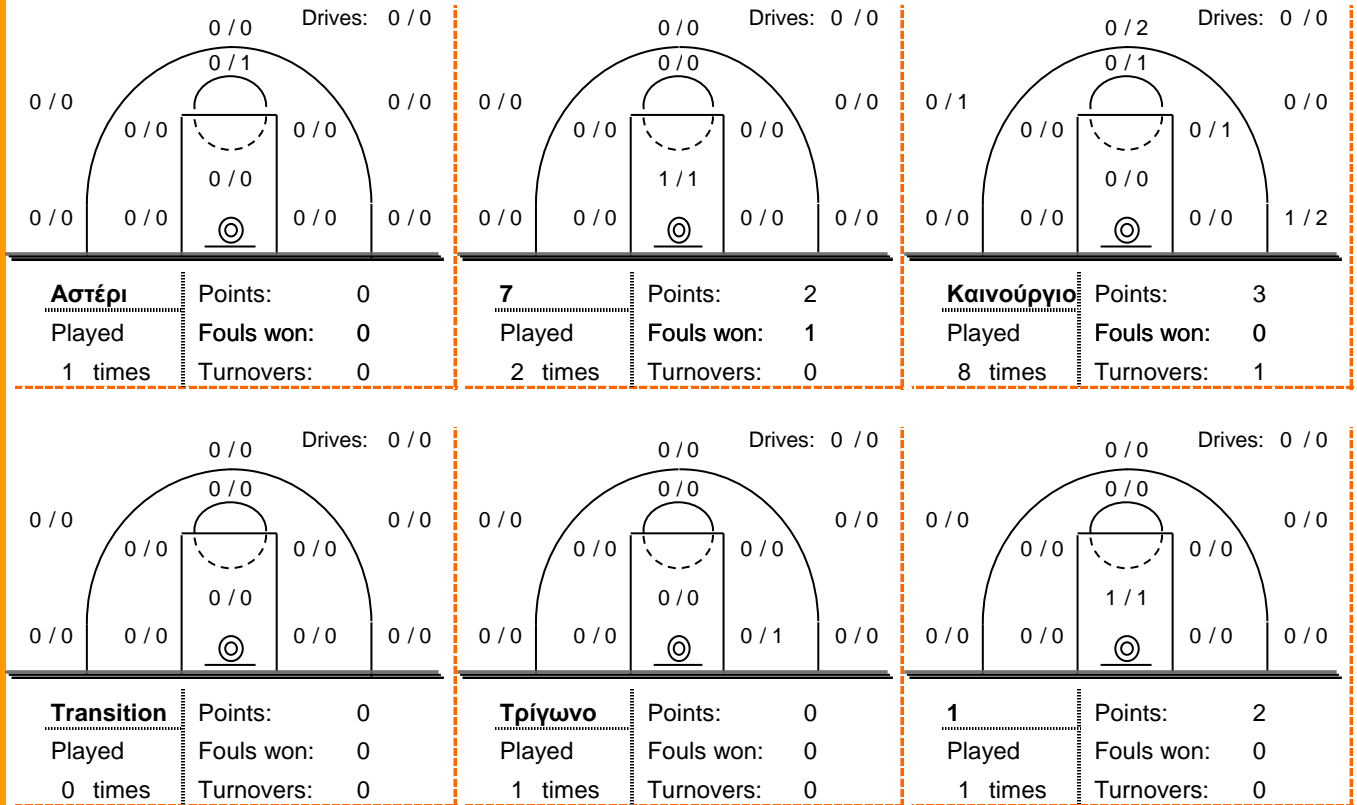 Drives: 0 / 0
0 / 0
0 / 1
0 / 0 0 / 0
0 / 0 0 / 0
0 / 0
0 / 0 0 / 0 0 / 0 0 / 0
Αστέρι Points: 0
Played Fouls won: 0
1 times Turnovers: 0
Drives: 0 / 0
0 / 0
0 / 0
0 / 0 0 / 0
0 / 0 0 / 0
1 / 1
0 / 0 0 / 0 0 / 0 0 / 0
7 Points: 2
Played Fouls won: 1
2 times Turnovers: 0
Drives: 0 / 0
0 / 2
0 / 1
0 / 1 0 / 0
0 / 0 0 / 1
0 / 0
0 / 0 0 / 0 0 / 0 1 / 2
Καινούργιο Points: 3
Played Fouls won: 0
8 times Turnovers: 1
Drives: 0 / 0
0 / 0
0 / 0
0 / 0 0 / 0
0 / 0 0 / 0
0 / 0
0 / 0 0 / 0 0 / 0 0 / 0
Transition Points: 0
Played Fouls won: 0
0 times Turnovers: 0
Drives: 0 / 0
0 / 0
0 / 0
0 / 0 0 / 0
0 / 0 0 / 0
0 / 0
0 / 0 0 / 0 0 / 1 0 / 0
Τρίγωνο Points: 0
Played Fouls won: 0
1 times Turnovers: 0
Drives: 0 / 0
0 / 0
0 / 0
0 / 0 0 / 0
0 / 0 0 / 0
1 / 1
0 / 0 0 / 0 0 / 0 0 / 0
1 Points: 2
Played Fouls won: 0
1 times Turnovers: 0